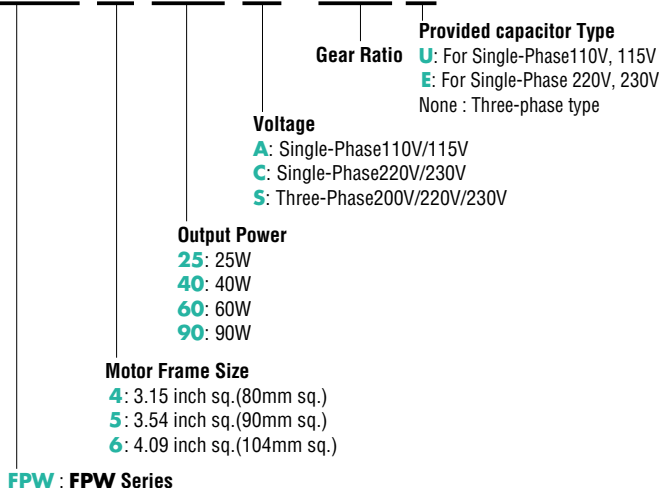 Provided capacitor Type
Gear Ratio
U: For Single-Phase110V, 115V
E: For Single-Phase 220V, 230V
None : Three-phase type
Voltage
A: Single-Phase110V/115V
C: Single-Phase220V/230V
S: Three-Phase200V/220V/230V
Output Power
25: 25W
40: 40W
60: 60W
90: 90W
Motor Frame Size
4: 3.15 inch sq.(80mm sq.)
5: 3.54 inch sq.(90mm sq.)
6: 4.09 inch sq.(104mm sq.)
FPW : FPW Series